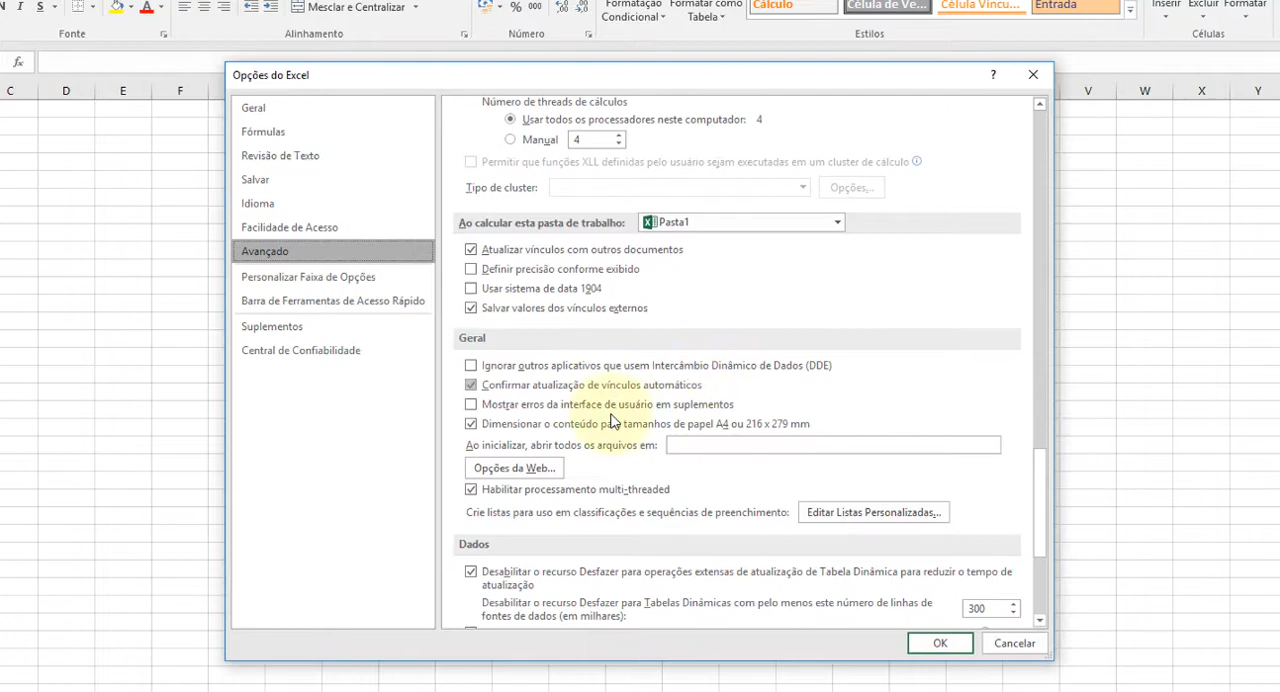 N I S A
Mesclar e Centralizar
% 000
Formatação
Condicional
Formatar como
Tabela
Cálculo
Célula de Ve...
Célula Víncu...
Entrada
Inserir
Excluir
Formatar
Fonte
Alinhamento
Número
Estilos
Células
fx
Opções do Excel
?
C D E F V W X Y
Geral
Fórmulas
Revisão de Texto
Salvar
Idioma
Facilidade de Acesso
Avançado
Personalizar Faixa de Opções
Barra de Ferramentas de Acesso Rápido
Suplementos
Central de Confiabilidade
Número de threads de cálculos
Usar todos os processadores neste computador: 4
Manual 4
Permitir que funções XLL definidas pelo usuário sejam executadas em um cluster de cálculo
Tipo de cluster: Opções...
Ao calcular esta pasta de trabalho: Pasta1
Atualizar vínculos com outros documentos
Definir precisão conforme exibido
Usar sistema de data 1904
Salvar valores dos vínculos externos
Geral
Ignorar outros aplicativos que usem Intercâmbio Dinâmico de Dados (DDE)
Confirmar atualização de vínculos automáticos
Mostrar erros da interface de usuário em suplementos
Dimensionar o conteúdo para tamanhos de papel A4 ou 216 x 279 mm
Ao inicializar, abrir todos os arquivos em:
Opções da Web...
Habilitar processamento multi-threaded
Crie listas para uso em classificações e sequências de preenchimento: Editar Listas Personalizadas...
Dados
Desabilitar o recurso Desfazer para operações extensas de atualização de Tabela Dinâmica para reduzir o tempo de
atualização
Desabilitar o recurso Desfazer para Tabelas Dinâmicas com pelo menos este número de linhas de
fontes de dados (em milhares): 300
OK Cancelar